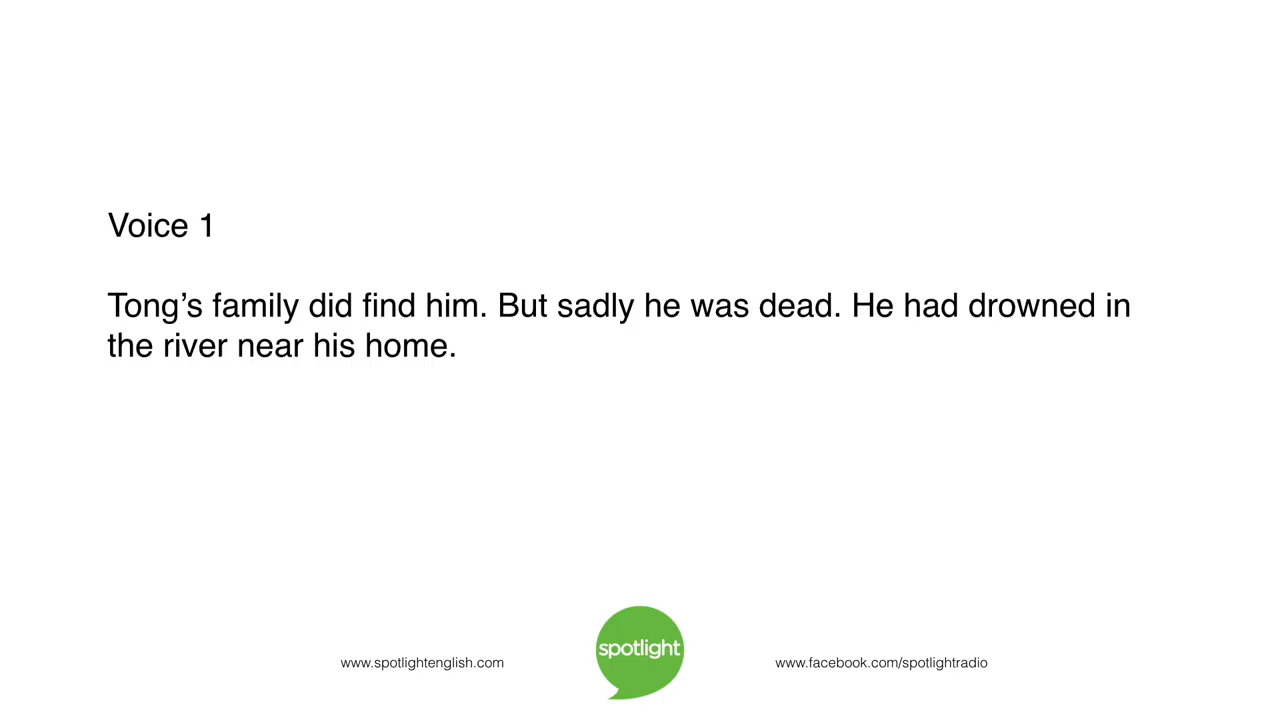 Voice 1
Tong’s family did find him. But sadly he was dead. He had drowned in
the river near his home.
spotlight
www.spotlightenglish.com
www.facebook.com/spotlightradio